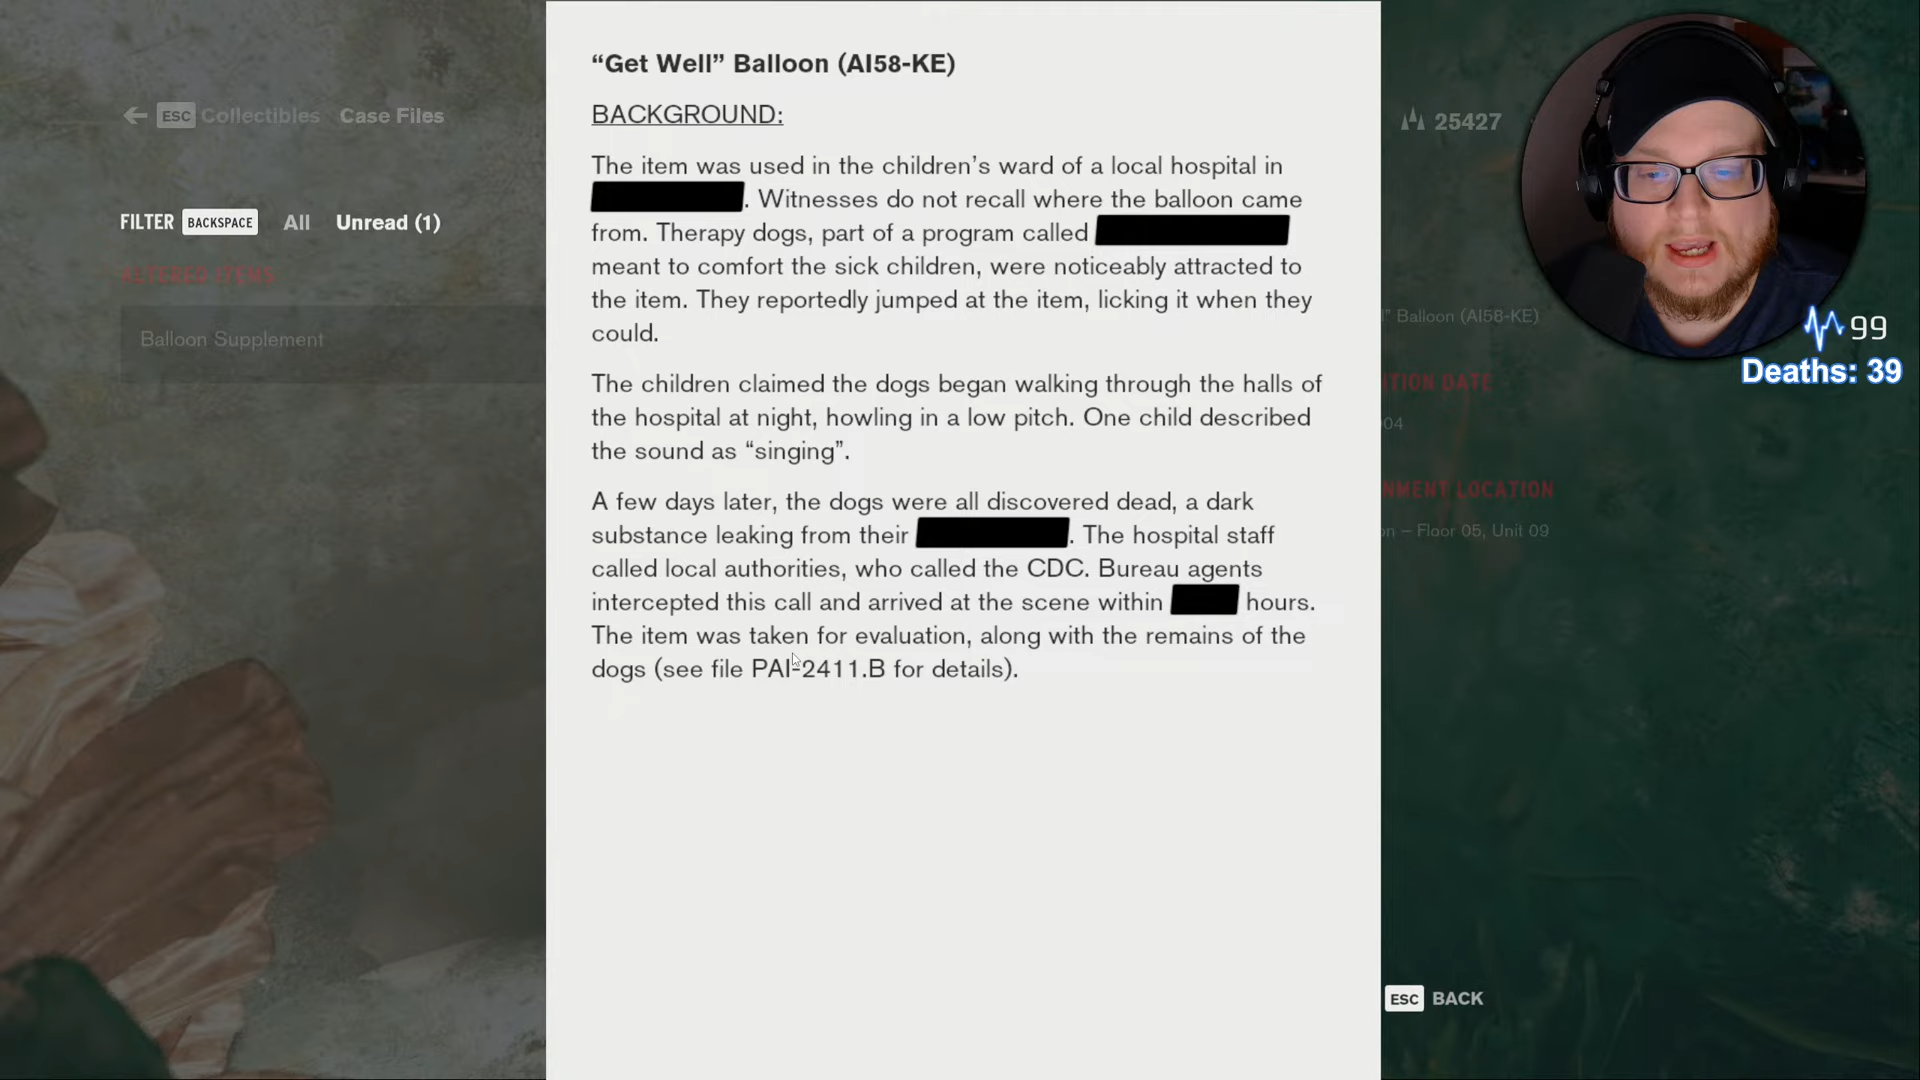 “Get Well” Balloon (AI58-KE)
BACKGROUND:
The item was used in the children’s ward of a local hospital in
. Witnesses do not recall where the balloon came
from. Therapy dogs, part of a program called
meant to comfort the sick children, were noticeably attracted to
the item. They reportedly jumped at the item, licking it when they
could.
The children claimed the dogs began walking through the halls of
the hospital at night, howling in a low pitch. One child described
the sound as “singing”.
A few days later, the dogs were all discovered dead, a dark
substance leaking from their . The hospital staff
called local authorities, who called the CDC. Bureau agents
intercepted this call and arrived at the scene within hours.
The item was taken for evaluation, along with the remains of the
dogs (see file PAI-2411.B for details).
ESC Collectibles Case Files
FILTER BACKSPACE All Unread (1)
ALTERED ITEMS
Balloon Supplement
25427
” Balloon (AI58-KE)
99
Deaths: 39
TION DATE
04
NMENT LOCATION
on – Floor 05, Unit 09
ESC BACK